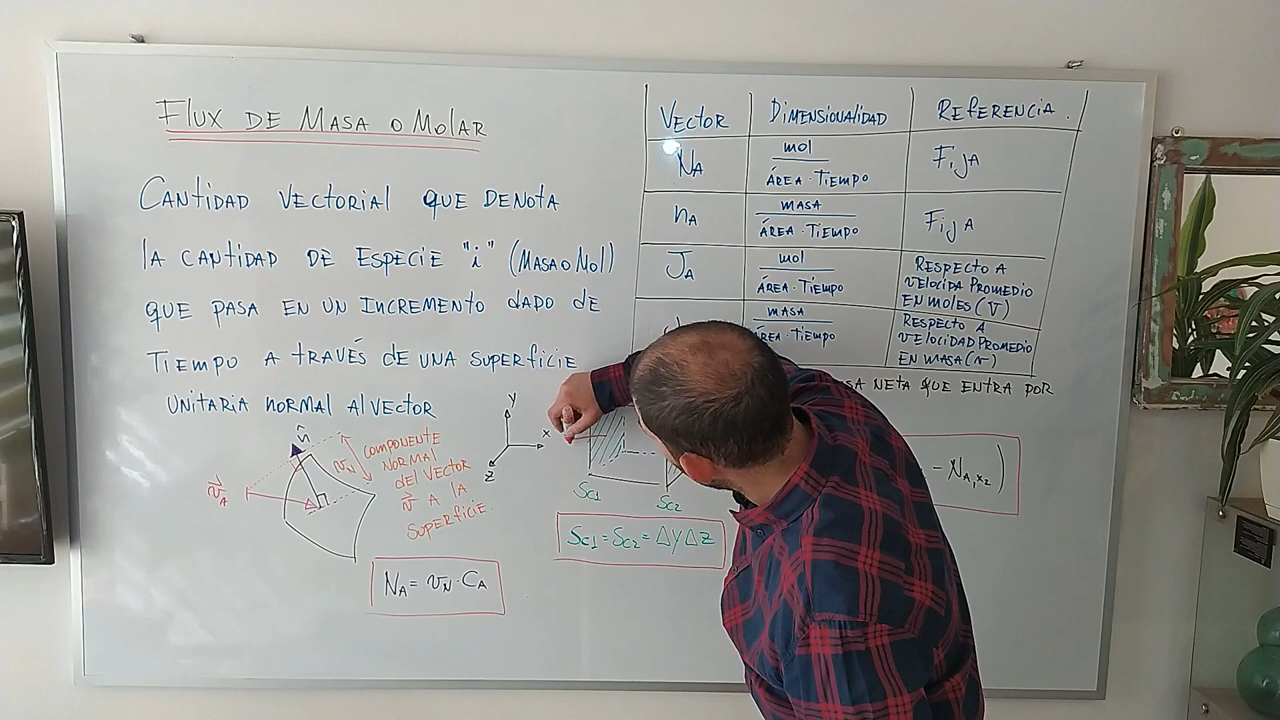 FLUX DE MASA O MOLAR
CANTIDAD VECTORIAL QUE DENOTA
LA CANTIDAD DE ESPECIE "i" (MASA O Mol)
QUE PASA EN UN INCREMENTO DADO DE
TIEMPO A TRAVÉS DE UNA SUPERFICIE
UNITARIA NORMAL AL VECTOR
n̂
v⃗A
vN
COMPONENTE
NORMAL
DEL VECTOR
v⃗ A LA
SUPERFICIE.
NA = vN · CA
Y
X
Z
Sc1
Sc2
Sc1 = Sc2 = ΔYΔZ
VECTOR DIMENSIONALIDAD REFERENCIA.
NA mol / ÁREA · TIEMPO FIJA
nA MASA / ÁREA · TIEMPO FIJA
JA mol / ÁREA · TIEMPO RESPECTO A
VELOCIDA PROMEDIO
EN MOLES (V)
MASA / ÁREA · TIEMPO RESPECTO A
VELOCIDAD PROMEDIO
EN MASA (v)
SA NETA QUE ENTRA POR
- NA,x2)